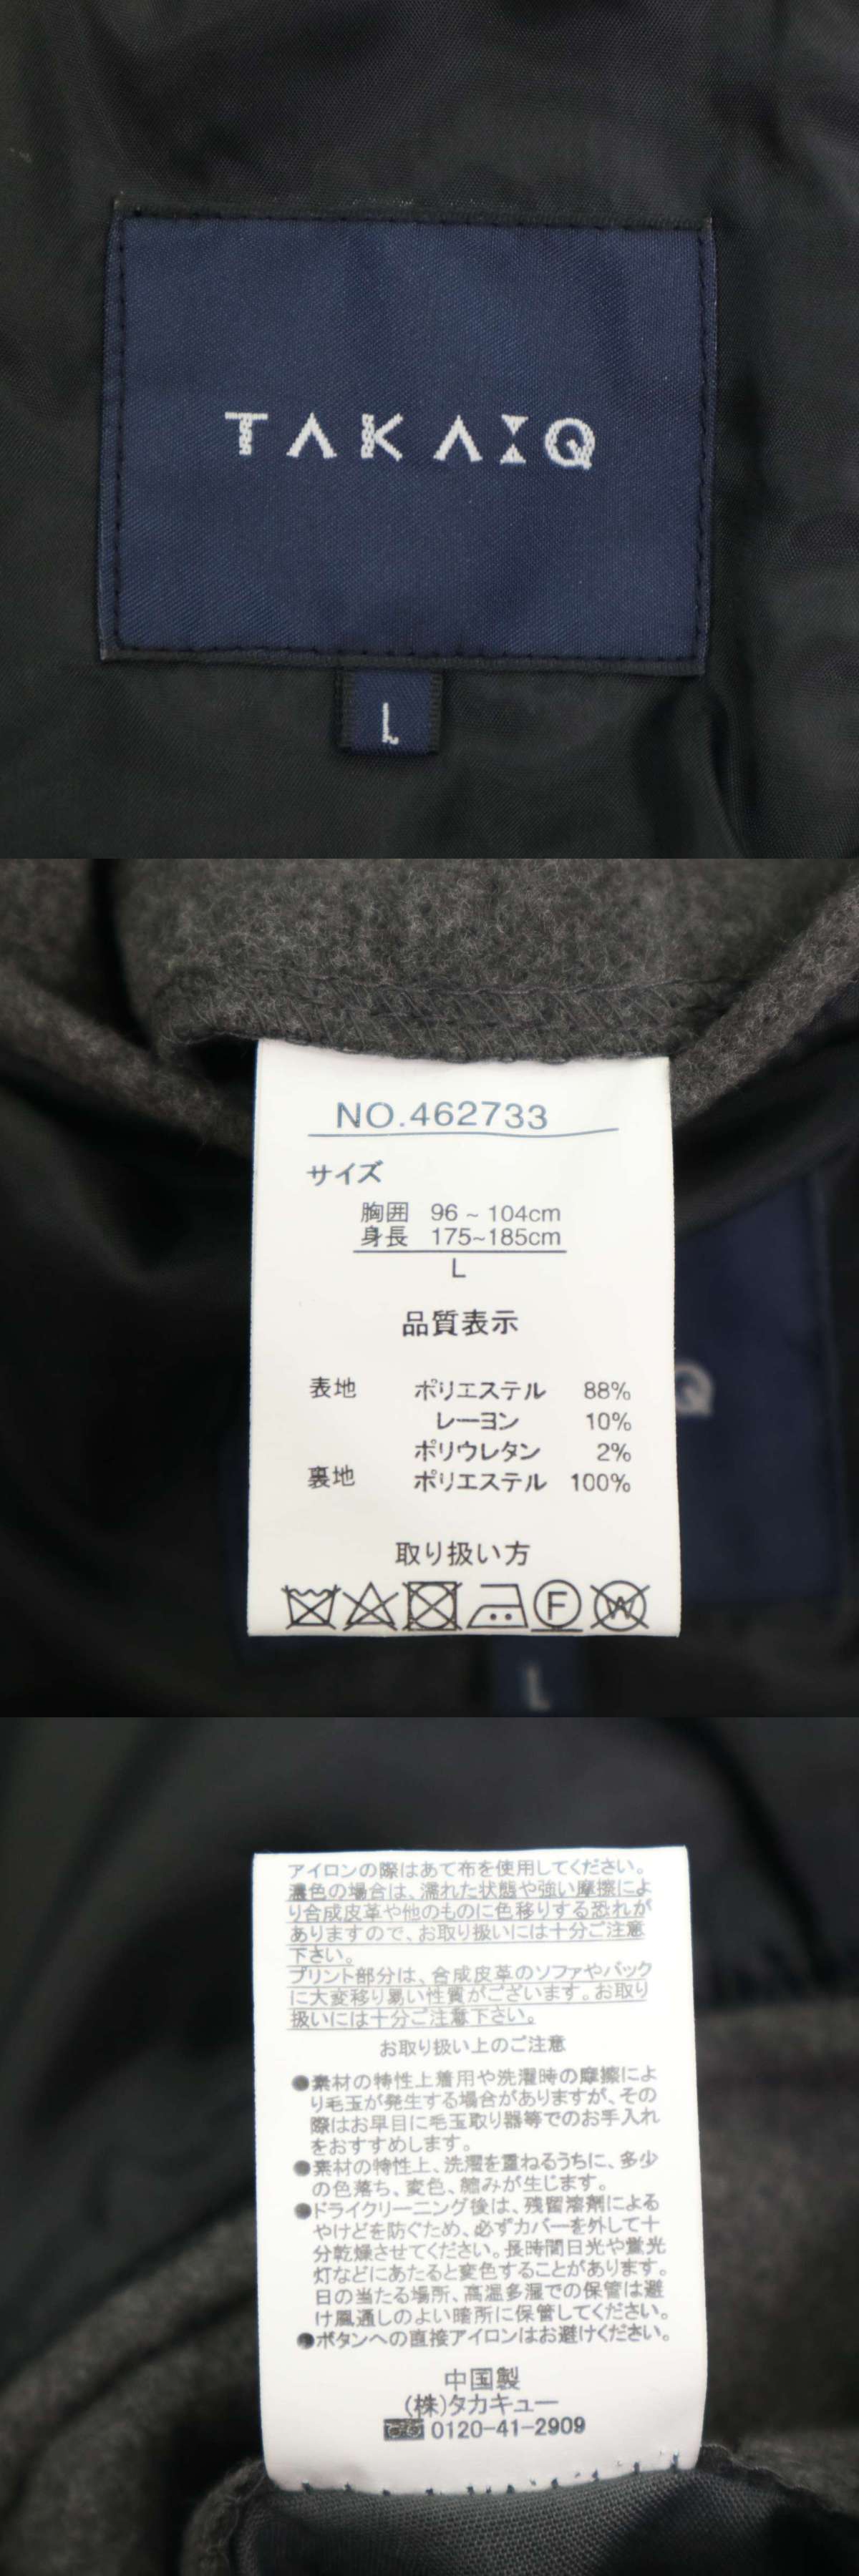 TAKA:Q
L
NO.462733
サイズ
胸囲 96 ~ 104cm
身長 175~185cm
L
品質表示
表地 ポリエステル 88%
レーヨン 10%
ポリウレタン 2%
裏地 ポリエステル 100%
取り扱い方
F W
Q
L
アイロンの際はあて布を使用してください。
濃色の場合は、濡れた状態や強い摩擦によ
り合成皮革や他のものに色移りする恐れが
ありますので、お取り扱いには十分ご注意
下さい。
プリント部分は、合成皮革のソファやバック
に大変移り易い性質がございます。お取り
扱いには十分ご注意下さい。
お取り扱い上のご注意
●素材の特性上着用や洗濯時の摩擦によ
り毛玉が発生する場合がありますが、その
際はお早目に毛玉取り器等でのお手入れ
をおすすめします。
●素材の特性上、洗濯を重ねるうちに、多少
の色落ち、変色、縮みが生じます。
●ドライクリーニング後は、残留溶剤による
やけどを防ぐため、必ずカバーを外して十
分乾燥させてください。長時間日光や蛍光
灯などにあたると変色することがあります。
日の当たる場所、高温多湿での保管は避
け風通しのよい暗所に保管してください。
●ボタンへの直接アイロンはお避けください。
中国製
(株)タカキュー
0120-41-2909